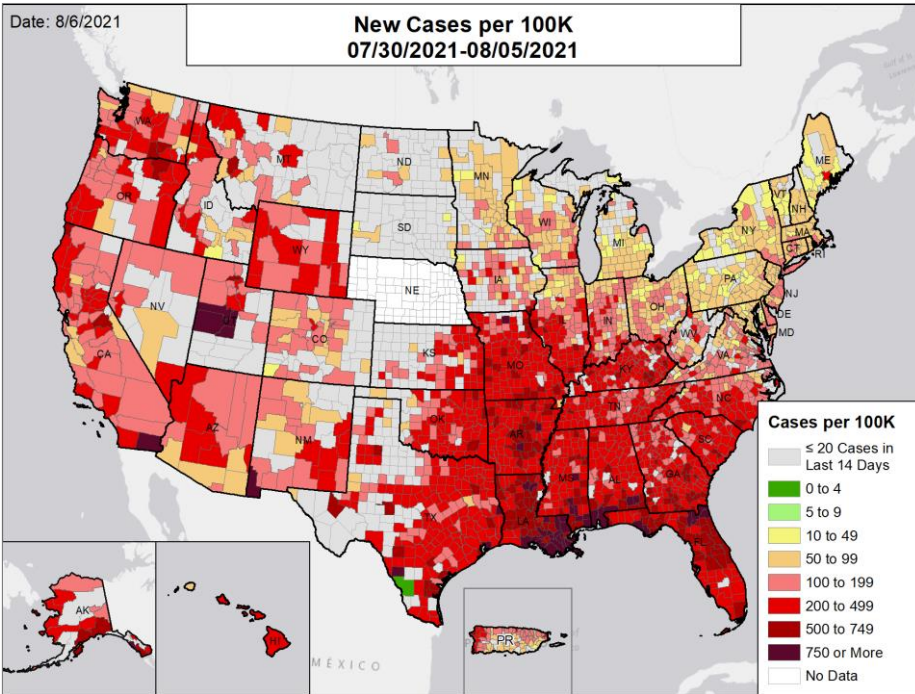 Date: 8/6/2021
New Cases per 100K
07/30/2021-08/05/2021
WA
MT
ND
MN
ME
OR
ID
SD
WI
MI
VT
NH
NY
MA
CT
RI
WY
NE
IA
PA
NJ
NV
UT
CO
IL
IN
OH
DE
MD
WV
VA
CA
KS
MO
KY
AZ
NM
OK
AR
TN
NC
SC
MS
AL
GA
TX
LA
FL
AK
HI
PR
MÉXICO
Cases per 100K
≤ 20 Cases in
Last 14 Days
0 to 4
5 to 9
10 to 49
50 to 99
100 to 199
200 to 499
500 to 749
750 or More
No Data